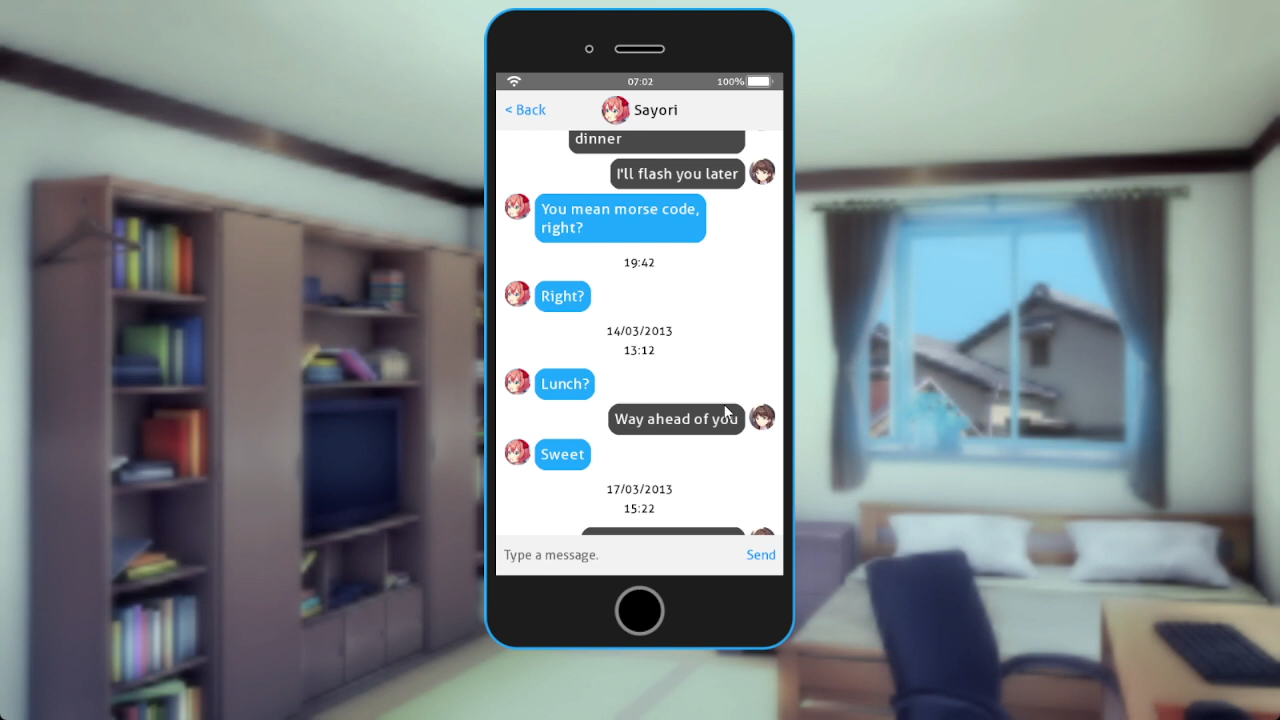 07:02
100%
< Back
Sayori
dinner
I'll flash you later
You mean morse code,
right?
19:42
Right?
14/03/2013
13:12
Lunch?
Way ahead of you
Sweet
17/03/2013
15:22
Type a message.
Send